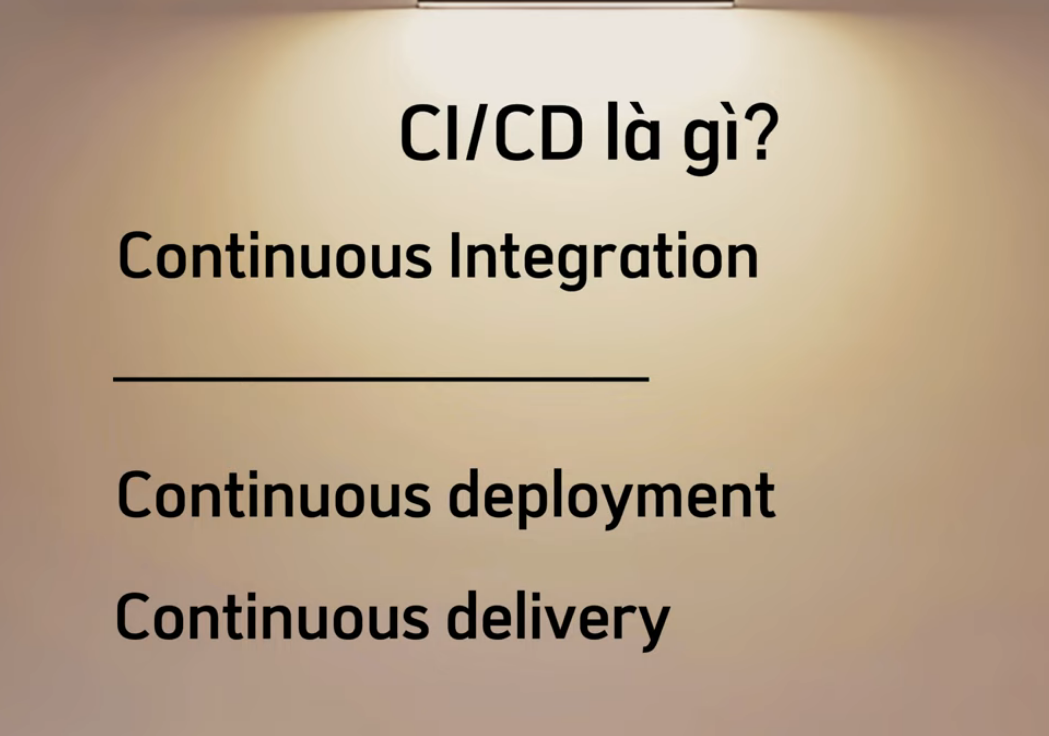 CI/CD là gì?
Continuous Integration
Continuous deployment
Continuous delivery